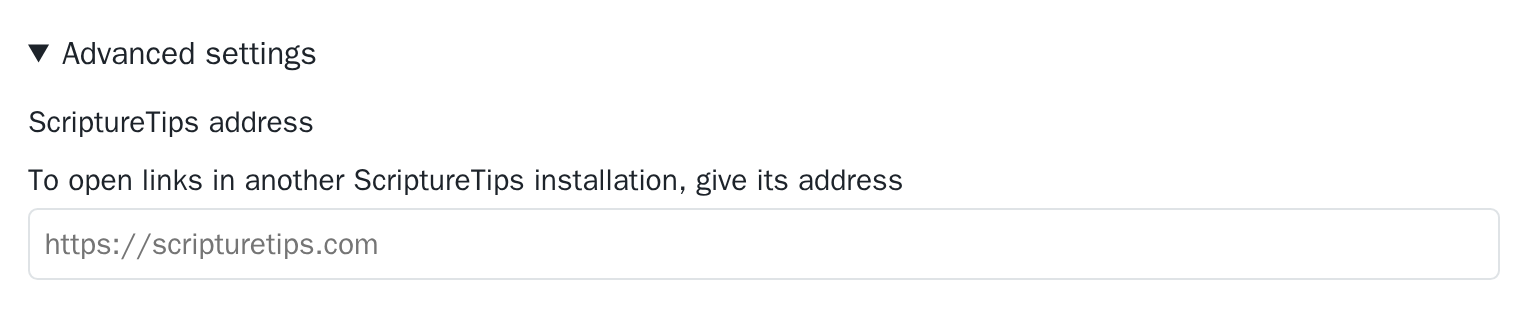 Advanced settings
ScriptureTips address
To open links in another ScriptureTips installation, give its address
https://scripturetips.com